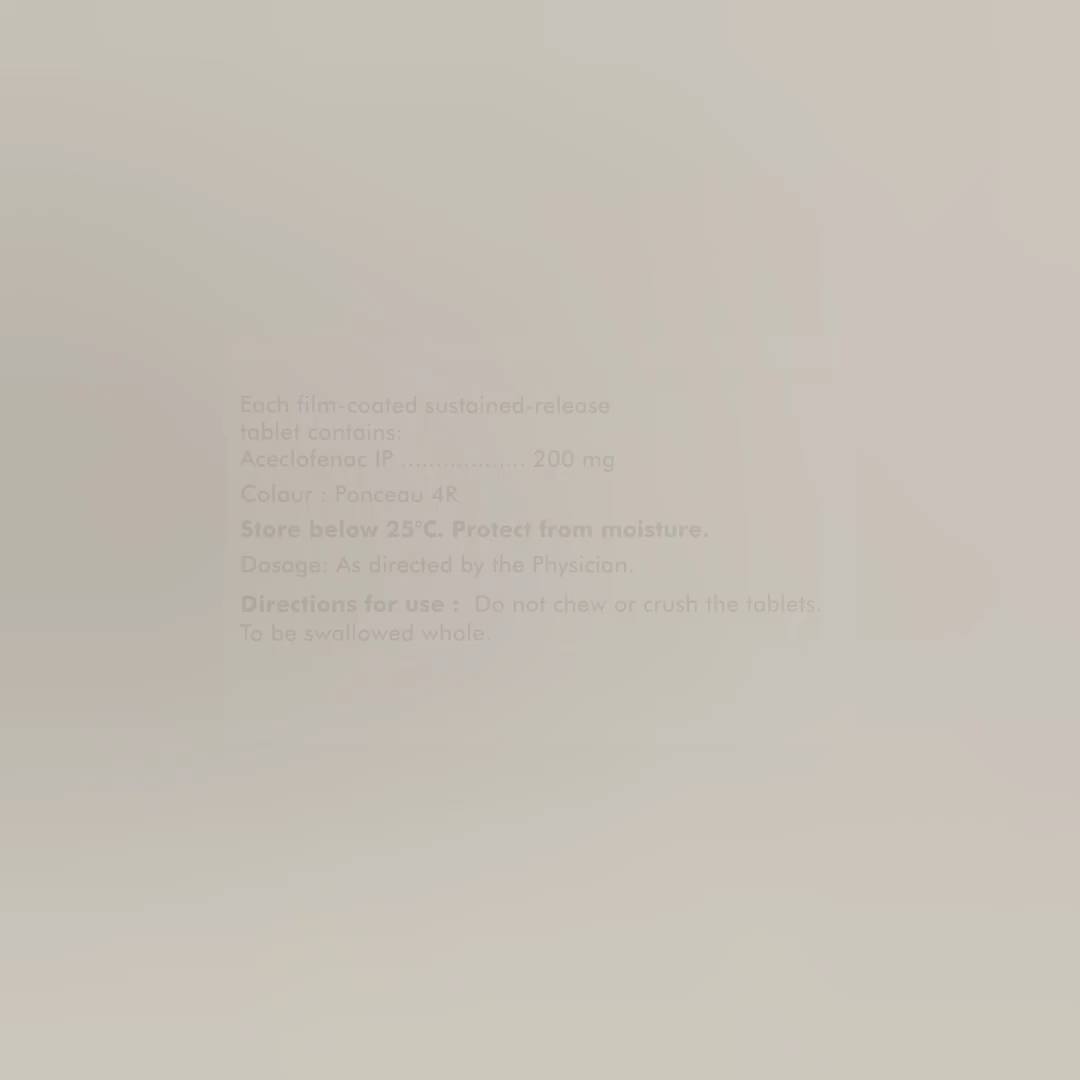 Each film-coated sustained-release
tablet contains:
Aceclofenac IP .................. 200 mg
Colour : Ponceau 4R
Store below 25°C. Protect from moisture.
Dosage: As directed by the Physician.
Directions for use : Do not chew or crush the tablets.
To be swallowed whole.